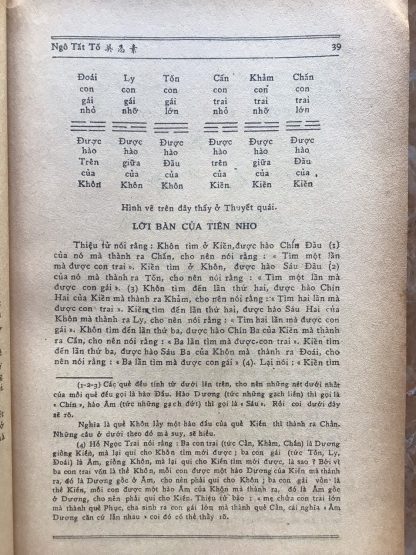 Ngô Tất Tố 吳必素 39
Đoái Ly Tốn Cấn Khảm Chấn
con con con con con con
gái gái gái trai trai trai
nhỏ nhỡ lớn nhỏ nhỡ lớn
Được Được Được Được Được Được
hào hào hào hào hào hào
Trên giữa Đầu trên giữa Đầu
của của của của của của
Khôn Khôn Khôn Kiền Kiền Kiền
Hình vẽ trên đây thấy ở Thuyết quái.
LỜI BÀN CỦA TIÊN NHO
Thiệu tử nói rằng : Khôn tìm ở Kiền, được hào Chín Đầu (1)
của nó mà thành ra Chấn, cho nên nói rằng : « Tìm một lần
mà được con trai ». Kiền tìm ở Khôn, được hào Sáu Đầu (2)
của nó mà thành ra Tốn, cho nên nói rằng : « Tìm một lần mà
được con gái ». (3) Khôn tìm đến lần thứ hai, được hào Chín
Hai của Kiền mà thành ra Khảm, cho nên nói rằng : « Tìm hai lần mà được
con trai ». Kiền tìm đến lần thứ hai, được hào Sáu Hai của
Khôn mà thành ra Ly, cho nên nói rằng : « Tìm hai lần mà được con
gái ». Khôn tìm đến lần thứ ba, được hào Chín Ba của Kiền mà thành
ra Cấn, cho nên nói rằng : « Ba lần tìm mà được con trai ». Kiền
tìm đến lần thứ ba, được hào Sáu Ba của Khôn mà thành ra Đoái, cho
nên nói rằng : « Ba lần tìm mà được con gái » (4). Lại nói : « Kiền tìm
(1-2-3) Các quẻ đều tính từ dưới lên trên, cho nên những nét dưới nhất
của mỗi quẻ đều gọi là hào Đầu. Hào Dương (tức những gạch liền) thì gọi là
« Chín », hào Âm (tức những gạch đứt) thì gọi là « Sáu ». Rồi coi dưới đây
sẽ rõ.
Nghĩa là quẻ Khôn lấy một hào đầu của quẻ Kiền thì thành ra Chấn.
Những câu ở dưới theo đó mà suy, sẽ hiểu.
(4) Hồ Ngọc Trai nói rằng : Ba con trai (tức Cấn, Khảm, Chấn) là Dương
giống Kiền, mà lại qui cho Khôn tìm mới được ; ba con gái (tức Tốn, Ly,
Đoái) là Âm, giống Khôn, mà lại qui cho Kiền tìm mới được, là sao ? Bởi vì
ba con trai vốn là thể Khôn, mỗi con được một hào Dương của Kiền mà thành
ra, đó là Dương gốc ở Âm, cho nên phải qui cho Khôn ; ba con gái vốn là
thể Kiền, mỗi con được một hào Âm của Khôn mà thành ra, đó là Âm gốc
ở Dương, cho nên phải qui cho Kiền. Thiệu tử bảo : « mẹ chửa con trai lớn
mà thành quẻ Phục, cha sinh ra con gái lớn mà thành quẻ Cấn, cái nghĩa « Âm
Dương căn cứ lẫn nhau » coi đó có thể thấy rõ.